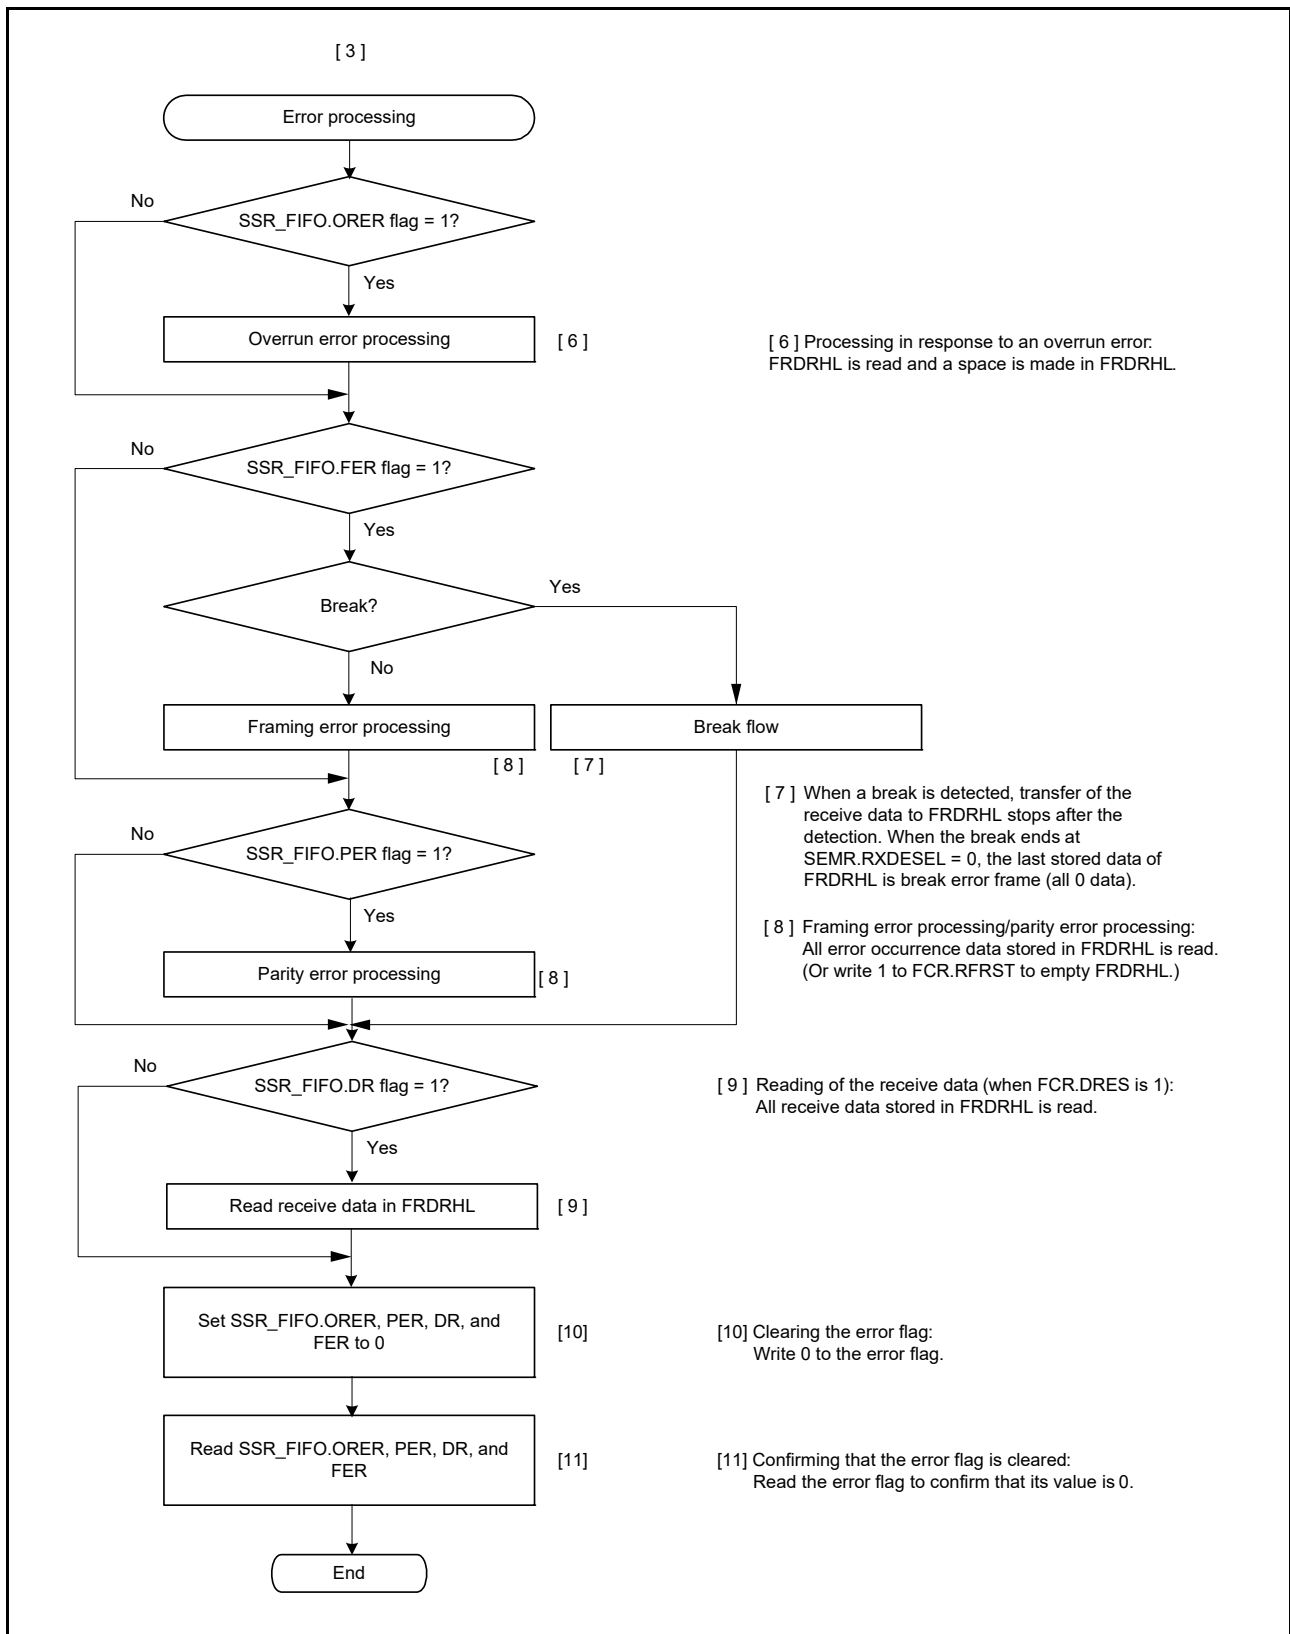 [ 3 ]
Error processing
No
SSR_FIFO.ORER flag = 1?
Yes
Overrun error processing
[ 6 ]
[ 6 ] Processing in response to an overrun error:
FRDRHL is read and a space is made in FRDRHL.
No
SSR_FIFO.FER flag = 1?
Yes
Break?
Yes
No
Framing error processing
Break flow
[ 8 ]
[ 7 ]
[ 7 ] When a break is detected, transfer of the
receive data to FRDRHL stops after the
detection. When the break ends at
SEMR.RXDESEL = 0, the last stored data of
FRDRHL is break error frame (all 0 data).
No
SSR_FIFO.PER flag = 1?
Yes
[ 8 ] Framing error processing/parity error processing:
All error occurrence data stored in FRDRHL is read.
(Or write 1 to FCR.RFRST to empty FRDRHL.)
Parity error processing
[ 8 ]
No
SSR_FIFO.DR flag = 1?
Yes
[ 9 ] Reading of the receive data (when FCR.DRES is 1):
All receive data stored in FRDRHL is read.
Read receive data in FRDRHL
[ 9 ]
Set SSR_FIFO.ORER, PER, DR, and
FER to 0
[10]
[10] Clearing the error flag:
Write 0 to the error flag.
Read SSR_FIFO.ORER, PER, DR, and
FER
[11]
[11] Confirming that the error flag is cleared:
Read the error flag to confirm that its value is 0.
End